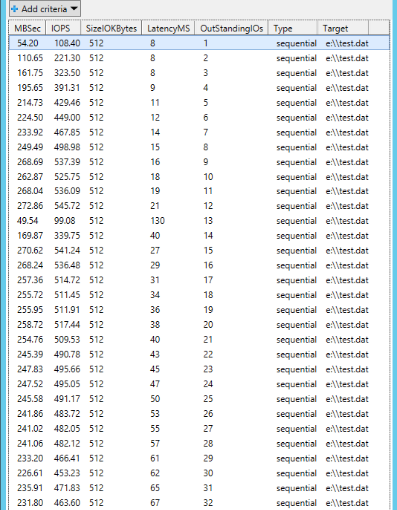 Add criteria
MBSec IOPS SizeIOKBytes LatencyMS OutStandingIOs Type Target
54.20 108.40 512 8 1 sequential e:\\test.dat
110.65 221.30 512 8 2 sequential e:\\test.dat
161.75 323.50 512 8 3 sequential e:\\test.dat
195.65 391.31 512 9 4 sequential e:\\test.dat
214.73 429.46 512 11 5 sequential e:\\test.dat
224.50 449.00 512 12 6 sequential e:\\test.dat
233.92 467.85 512 14 7 sequential e:\\test.dat
249.49 498.98 512 15 8 sequential e:\\test.dat
268.69 537.39 512 16 9 sequential e:\\test.dat
262.87 525.75 512 18 10 sequential e:\\test.dat
268.04 536.09 512 19 11 sequential e:\\test.dat
272.86 545.72 512 21 12 sequential e:\\test.dat
49.54 99.08 512 130 13 sequential e:\\test.dat
169.87 339.75 512 40 14 sequential e:\\test.dat
270.62 541.24 512 27 15 sequential e:\\test.dat
268.24 536.48 512 29 16 sequential e:\\test.dat
257.36 514.72 512 31 17 sequential e:\\test.dat
255.72 511.45 512 34 18 sequential e:\\test.dat
255.95 511.91 512 36 19 sequential e:\\test.dat
258.72 517.44 512 38 20 sequential e:\\test.dat
254.76 509.53 512 40 21 sequential e:\\test.dat
245.39 490.78 512 43 22 sequential e:\\test.dat
247.83 495.66 512 45 23 sequential e:\\test.dat
247.52 495.05 512 47 24 sequential e:\\test.dat
245.58 491.17 512 50 25 sequential e:\\test.dat
241.86 483.72 512 53 26 sequential e:\\test.dat
241.02 482.05 512 55 27 sequential e:\\test.dat
241.06 482.12 512 57 28 sequential e:\\test.dat
233.20 466.41 512 61 29 sequential e:\\test.dat
226.61 453.23 512 62 30 sequential e:\\test.dat
235.91 471.83 512 65 31 sequential e:\\test.dat
231.80 463.60 512 67 32 sequential e:\\test.dat